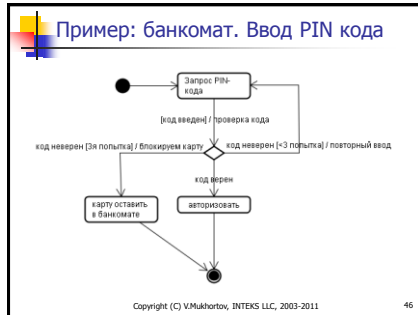 Пример: банкомат. Ввод PIN кода
Запрос PIN-
кода
[код введен] / проверка кода
код неверен [3я попытка] / блокируем карту
код неверен [<3 попытки] / повторный ввод
код верен
карту оставить
в банкомате
авторизовать
Copyright (C) V.Mukhortov, INTEKS LLC, 2003-2011
46